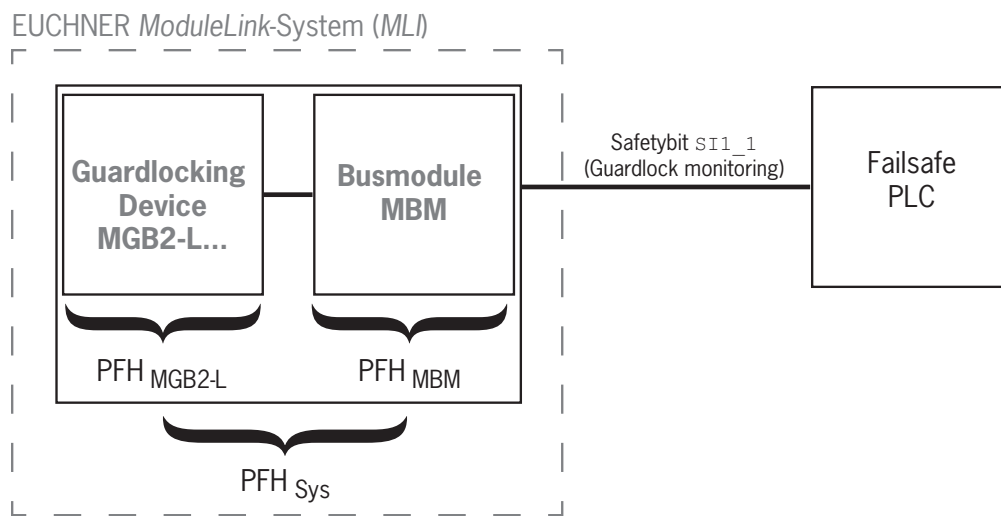 EUCHNER ModuleLink-System (MLI)
Guardlocking
Device
MGB2-L...
Busmodule
MBM
Safetybit SI1_1
(Guardlock monitoring)
Failsafe
PLC
PFH MGB2-L
PFH MBM
PFH Sys